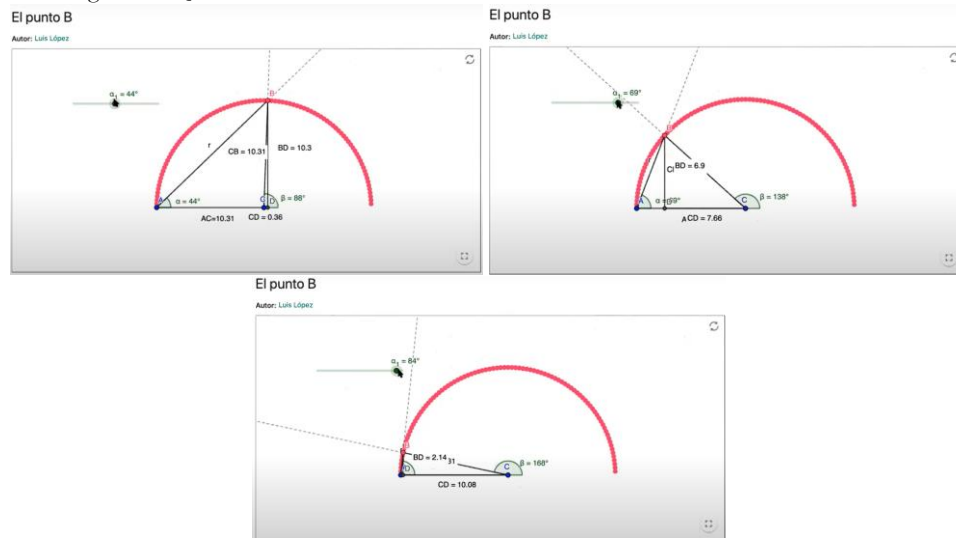 El punto B
Autor: Luis López
α₁ = 44°
B
r
CB = 10.31
BD = 10.3
A
α = 44°
C
D
β = 88°
AC=10.31
CD = 0.36
El punto B
Autor: Luis López
α₁ = 69°
B
BD = 6.9
A
C
β = 138°
A
CD = 7.66
El punto B
Autor: Luis López
α₁ = 84°
BD = 2.14
31
D
C
β = 168°
CD = 10.08